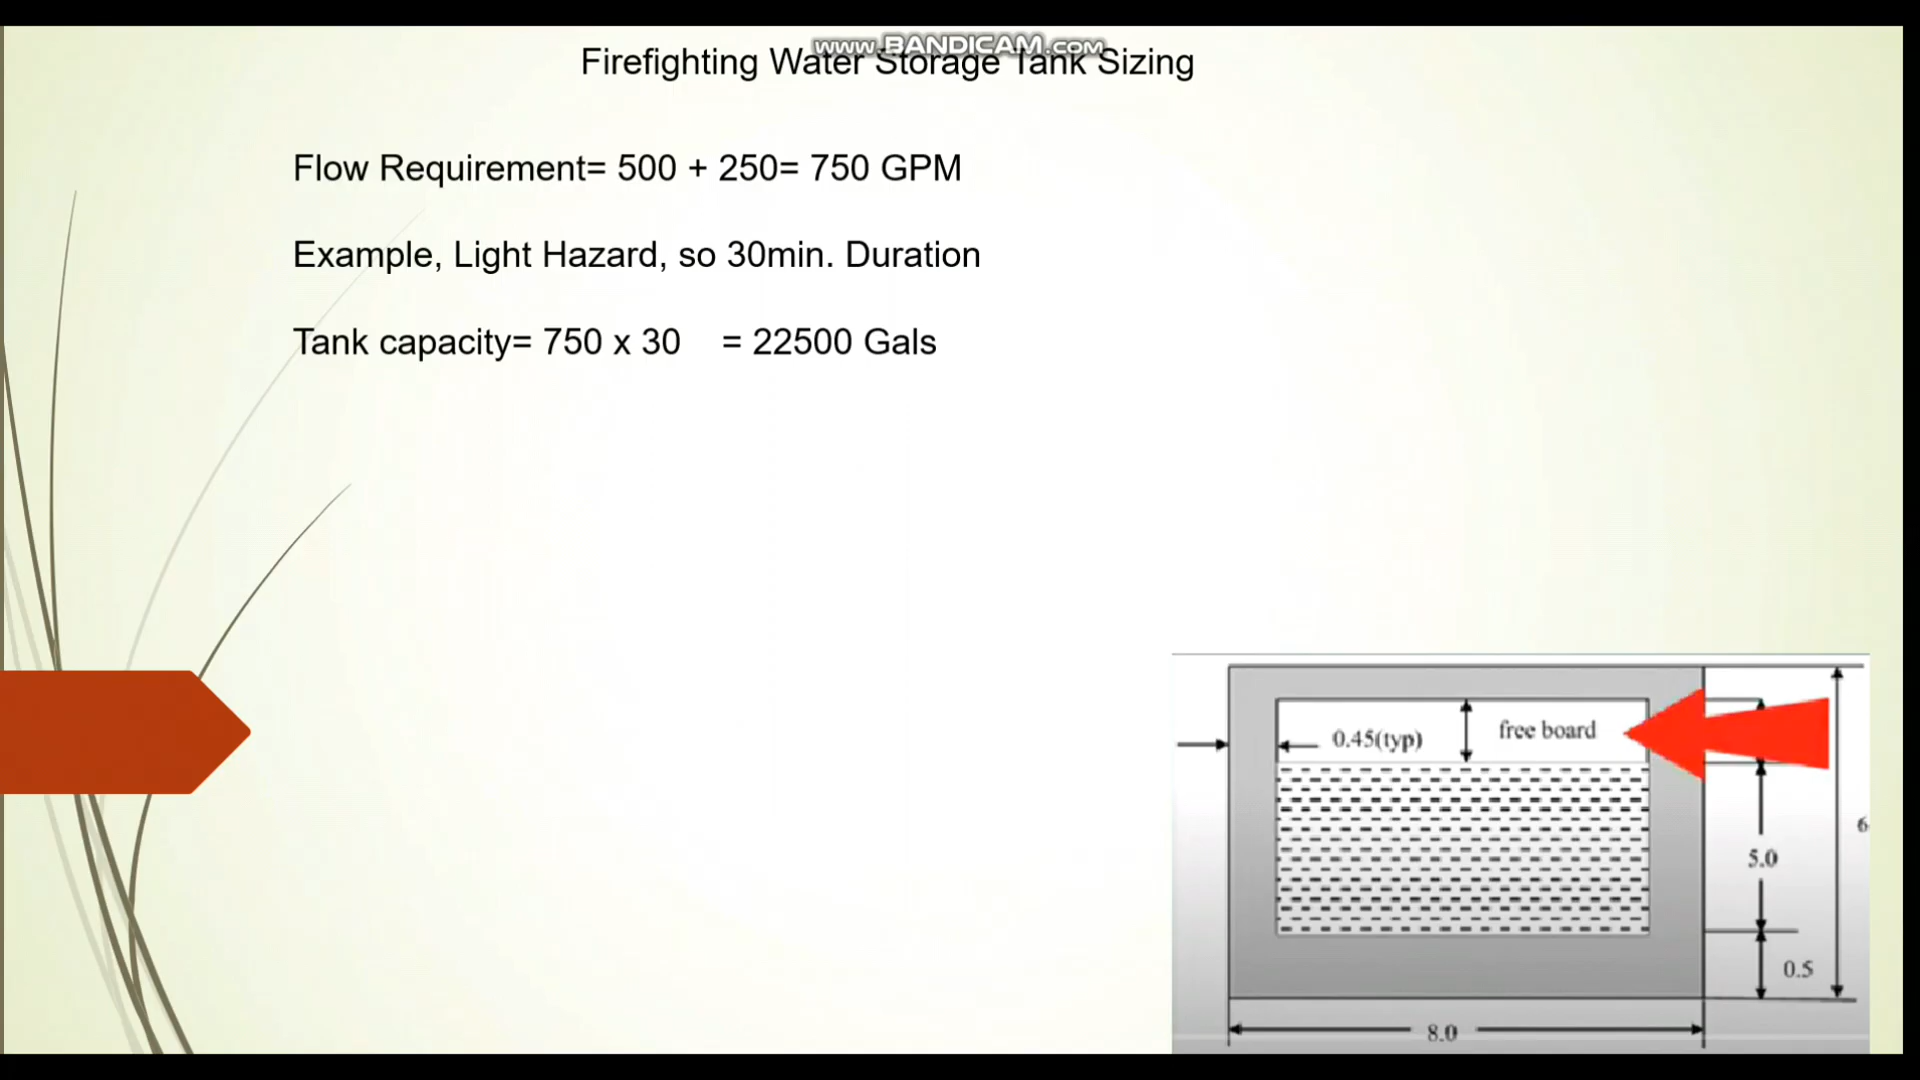 www.BANDICAM.com
Firefighting Water Storage Tank Sizing
Flow Requirement= 500 + 250= 750 GPM
Example, Light Hazard, so 30min. Duration
Tank capacity= 750 x 30 = 22500 Gals
0.45(typ)
free board
6
5.0
0.5
8.0